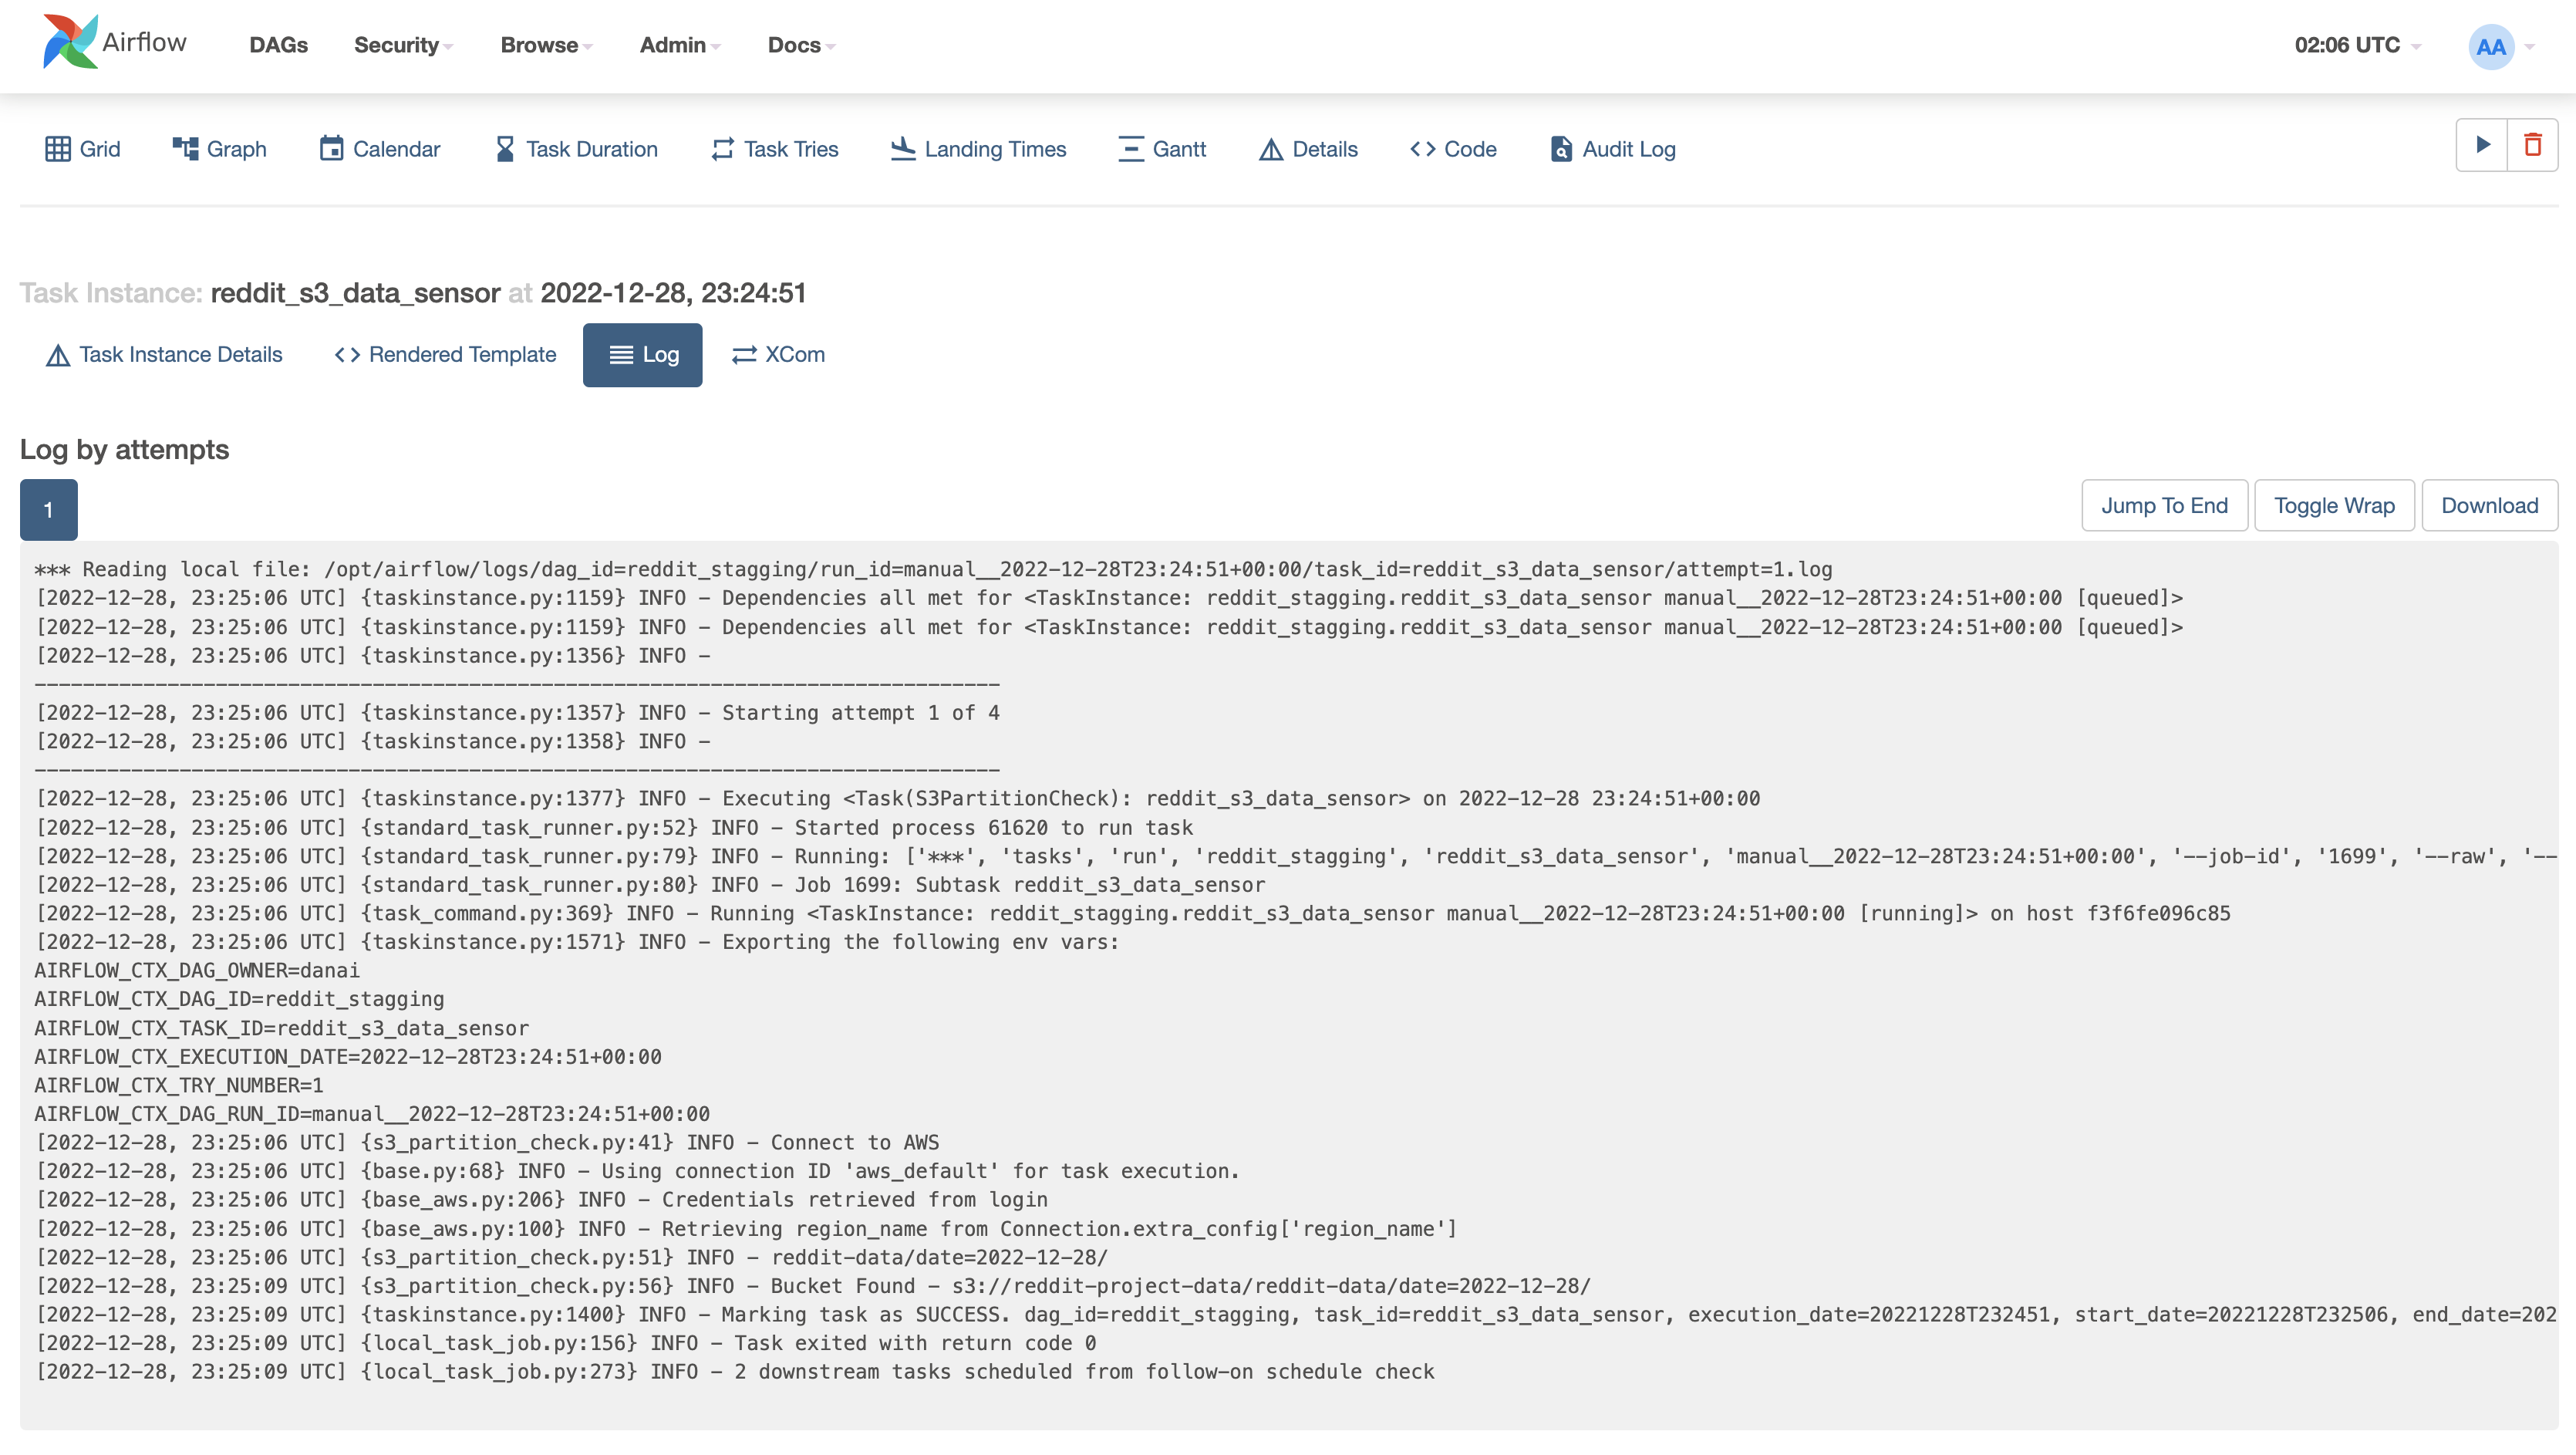 Airflow DAGs Security Browse Admin Docs 02:06 UTC AA
Grid Graph Calendar Task Duration Task Tries Landing Times Gantt Details <> Code Audit Log
Task Instance: reddit_s3_data_sensor at 2022-12-28, 23:24:51
Task Instance Details <> Rendered Template Log XCom
Log by attempts
1 Jump To End Toggle Wrap Download
*** Reading local file: /opt/airflow/logs/dag_id=reddit_stagging/run_id=manual__2022-12-28T23:24:51+00:00/task_id=reddit_s3_data_sensor/attempt=1.log
[2022-12-28, 23:25:06 UTC] {taskinstance.py:1159} INFO - Dependencies all met for <TaskInstance: reddit_stagging.reddit_s3_data_sensor manual__2022-12-28T23:24:51+00:00 [queued]>
[2022-12-28, 23:25:06 UTC] {taskinstance.py:1159} INFO - Dependencies all met for <TaskInstance: reddit_stagging.reddit_s3_data_sensor manual__2022-12-28T23:24:51+00:00 [queued]>
[2022-12-28, 23:25:06 UTC] {taskinstance.py:1356} INFO -
--------------------------------------------------------------------------------
[2022-12-28, 23:25:06 UTC] {taskinstance.py:1357} INFO - Starting attempt 1 of 4
[2022-12-28, 23:25:06 UTC] {taskinstance.py:1358} INFO -
--------------------------------------------------------------------------------
[2022-12-28, 23:25:06 UTC] {taskinstance.py:1377} INFO - Executing <Task(S3PartitionCheck): reddit_s3_data_sensor> on 2022-12-28 23:24:51+00:00
[2022-12-28, 23:25:06 UTC] {standard_task_runner.py:52} INFO - Started process 61620 to run task
[2022-12-28, 23:25:06 UTC] {standard_task_runner.py:79} INFO - Running: ['***', 'tasks', 'run', 'reddit_stagging', 'reddit_s3_data_sensor', 'manual__2022-12-28T23:24:51+00:00', '--job-id', '1699', '--raw', '--
[2022-12-28, 23:25:06 UTC] {standard_task_runner.py:80} INFO - Job 1699: Subtask reddit_s3_data_sensor
[2022-12-28, 23:25:06 UTC] {task_command.py:369} INFO - Running <TaskInstance: reddit_stagging.reddit_s3_data_sensor manual__2022-12-28T23:24:51+00:00 [running]> on host f3f6fe096c85
[2022-12-28, 23:25:06 UTC] {taskinstance.py:1571} INFO - Exporting the following env vars:
AIRFLOW_CTX_DAG_OWNER=danai
AIRFLOW_CTX_DAG_ID=reddit_stagging
AIRFLOW_CTX_TASK_ID=reddit_s3_data_sensor
AIRFLOW_CTX_EXECUTION_DATE=2022-12-28T23:24:51+00:00
AIRFLOW_CTX_TRY_NUMBER=1
AIRFLOW_CTX_DAG_RUN_ID=manual__2022-12-28T23:24:51+00:00
[2022-12-28, 23:25:06 UTC] {s3_partition_check.py:41} INFO - Connect to AWS
[2022-12-28, 23:25:06 UTC] {base.py:68} INFO - Using connection ID 'aws_default' for task execution.
[2022-12-28, 23:25:06 UTC] {base_aws.py:206} INFO - Credentials retrieved from login
[2022-12-28, 23:25:06 UTC] {base_aws.py:100} INFO - Retrieving region_name from Connection.extra_config['region_name']
[2022-12-28, 23:25:06 UTC] {s3_partition_check.py:51} INFO - reddit-data/date=2022-12-28/
[2022-12-28, 23:25:09 UTC] {s3_partition_check.py:56} INFO - Bucket Found - s3://reddit-project-data/reddit-data/date=2022-12-28/
[2022-12-28, 23:25:09 UTC] {taskinstance.py:1400} INFO - Marking task as SUCCESS. dag_id=reddit_stagging, task_id=reddit_s3_data_sensor, execution_date=20221228T232451, start_date=20221228T232506, end_date=202
[2022-12-28, 23:25:09 UTC] {local_task_job.py:156} INFO - Task exited with return code 0
[2022-12-28, 23:25:09 UTC] {local_task_job.py:273} INFO - 2 downstream tasks scheduled from follow-on schedule check